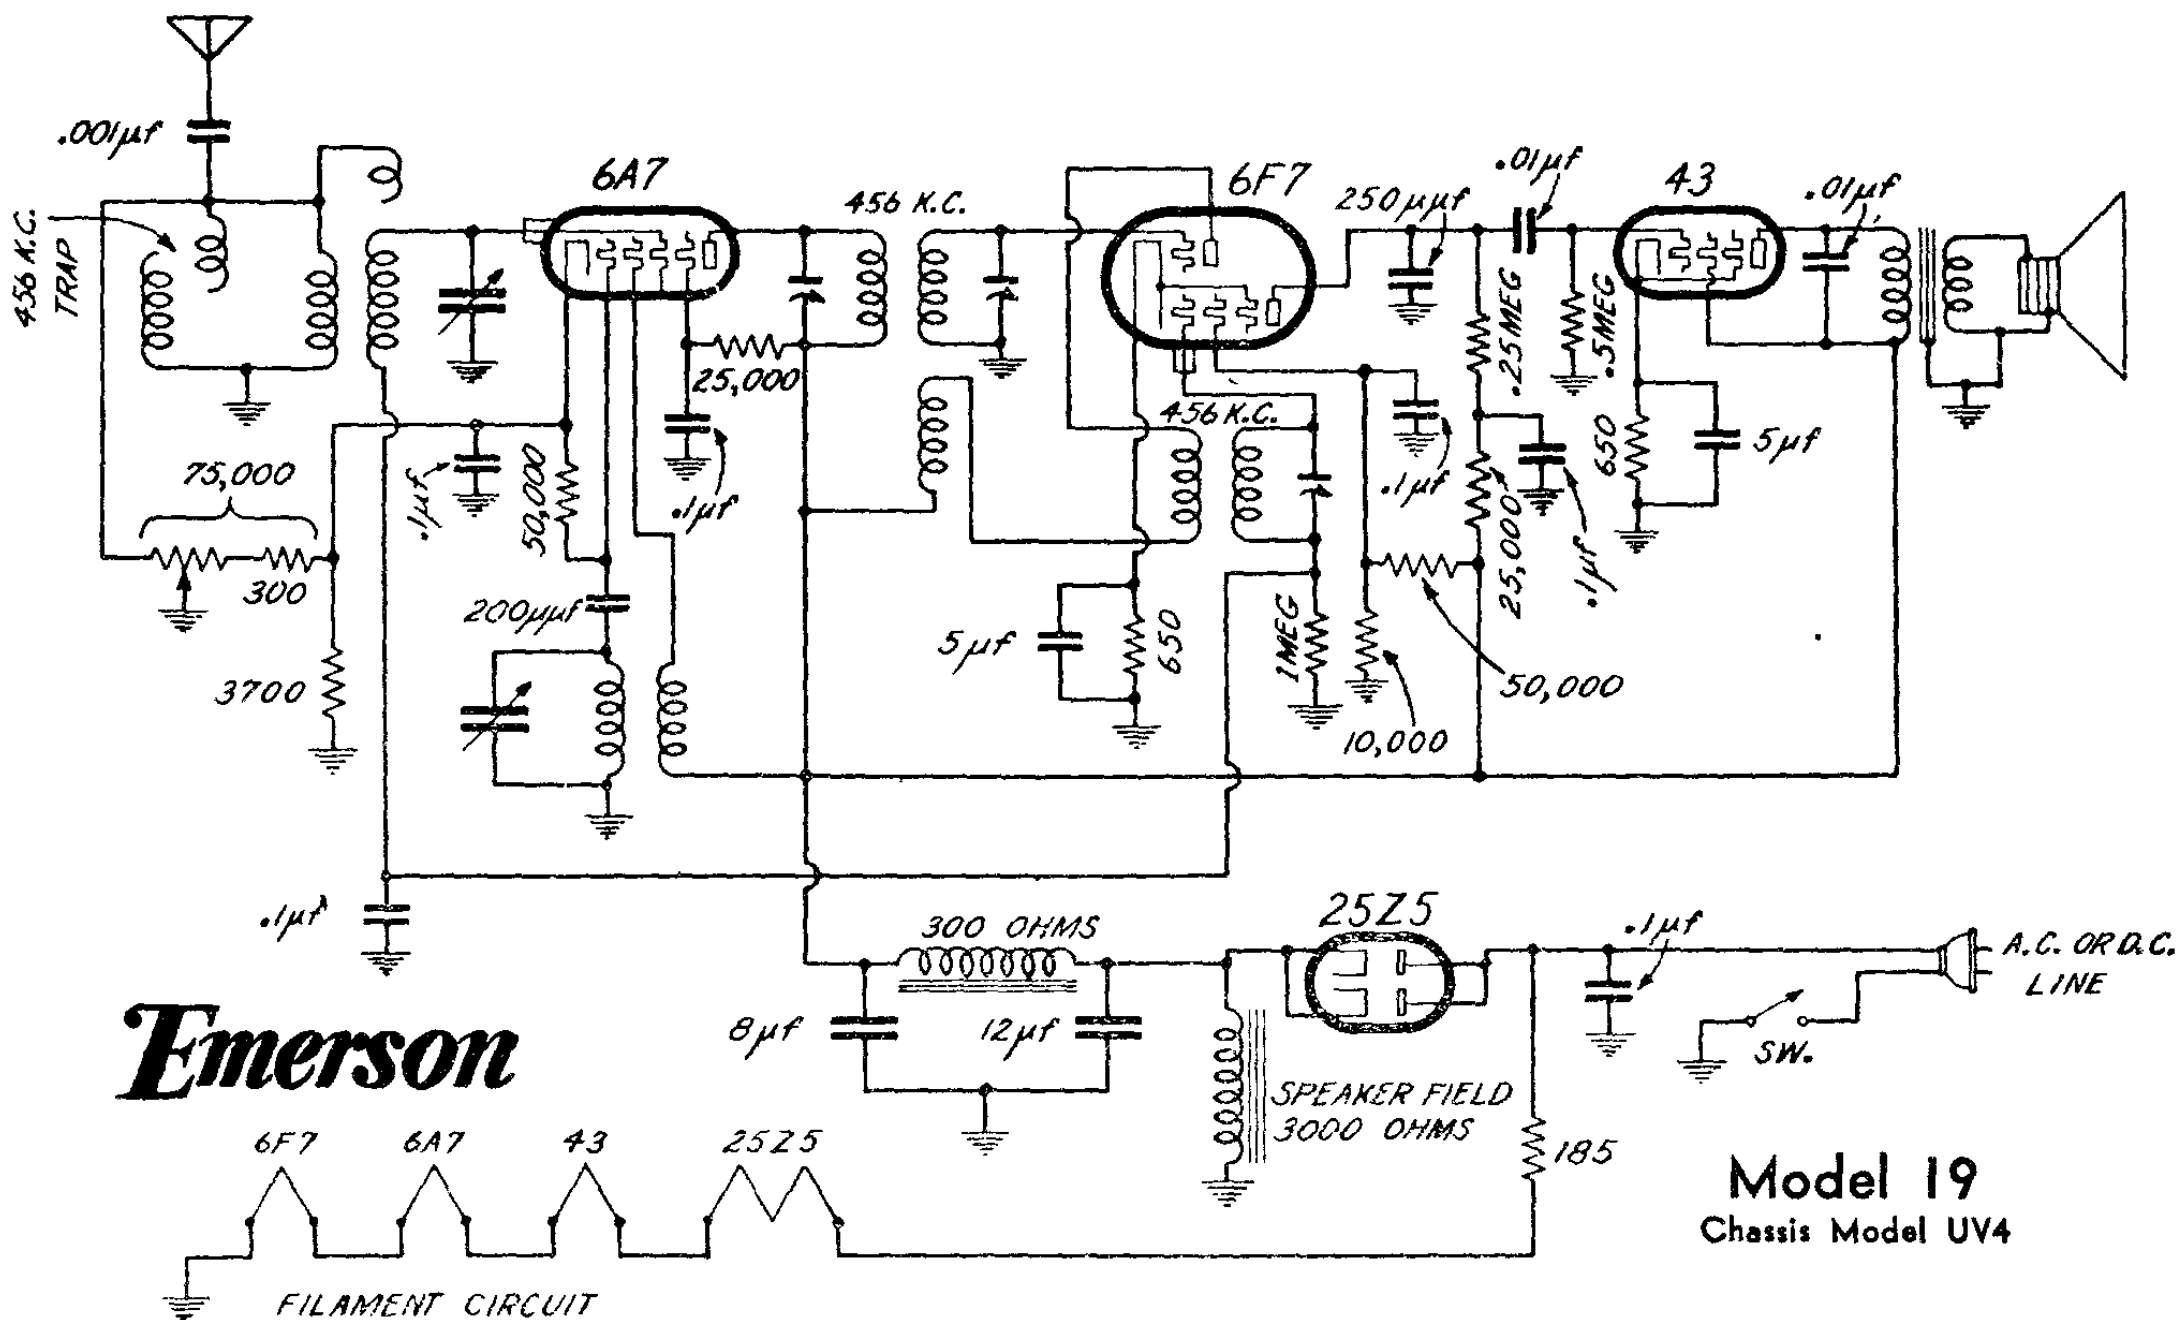 .001µf
456 K.C.
TRAP
6A7
456 K.C.
6F7
250µµf
.01µf
43
.01µf
25,000
.25MEG
.5MEG
75,000
.1µf
50,000
.1µf
456 K.C.
.1µf
650
5µf
300
200µµf
25,000
.1µf
3700
5µf
650
1MEG
50,000
10,000
.1µf
300 OHMS
25Z5
.1µf
A.C. OR D.C.
LINE
8µf
12µf
SW.
Emerson
SPEAKER FIELD
3000 OHMS
185
6F7 6A7 43 25Z5
FILAMENT CIRCUIT
Model 19
Chassis Model UV4